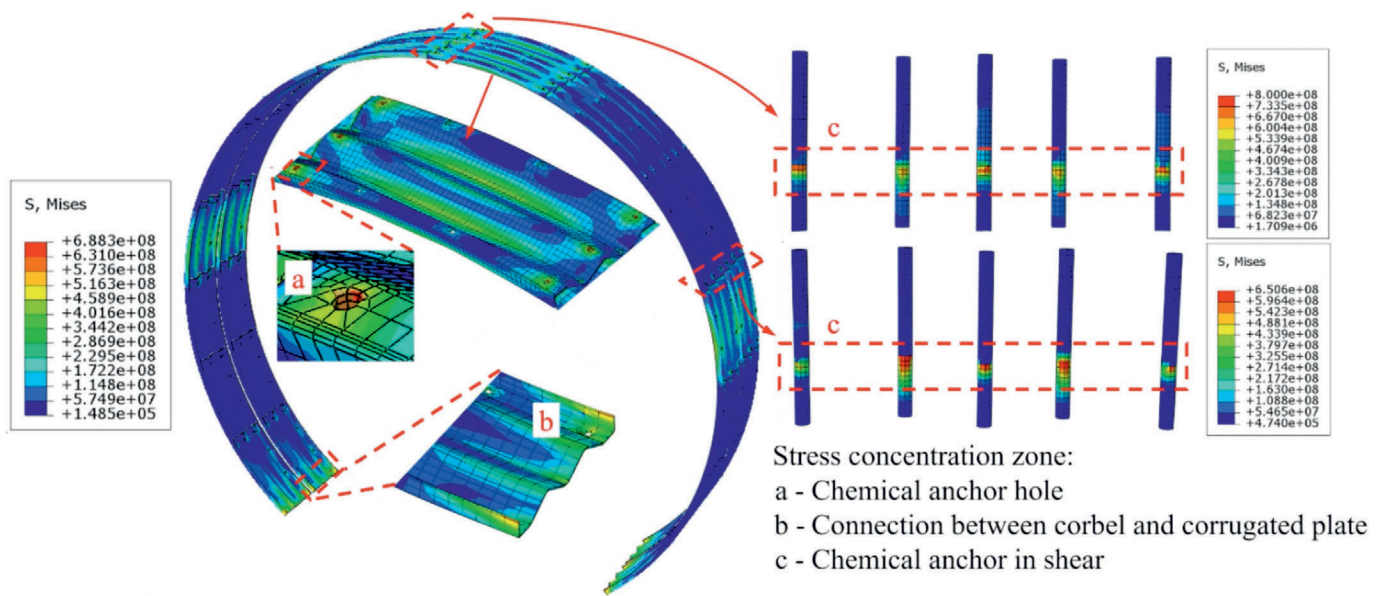 S, Mises
+6.883e+08
+6.310e+08
+5.736e+08
+5.163e+08
+4.589e+08
+4.016e+08
+3.442e+08
+2.869e+08
+2.295e+08
+1.722e+08
+1.148e+08
+5.749e+07
+1.485e+05
a
b
c
S, Mises
+8.000e+08
+7.335e+08
+6.670e+08
+6.004e+08
+5.339e+08
+4.674e+08
+4.009e+08
+3.343e+08
+2.678e+08
+2.013e+08
+1.348e+08
+6.823e+07
+1.709e+06
c
S, Mises
+6.506e+08
+5.964e+08
+5.423e+08
+4.881e+08
+4.339e+08
+3.797e+08
+3.255e+08
+2.714e+08
+2.172e+08
+1.630e+08
+1.088e+08
+5.465e+07
+4.740e+05
Stress concentration zone:
a - Chemical anchor hole
b - Connection between corbel and corrugated plate
c - Chemical anchor in shear